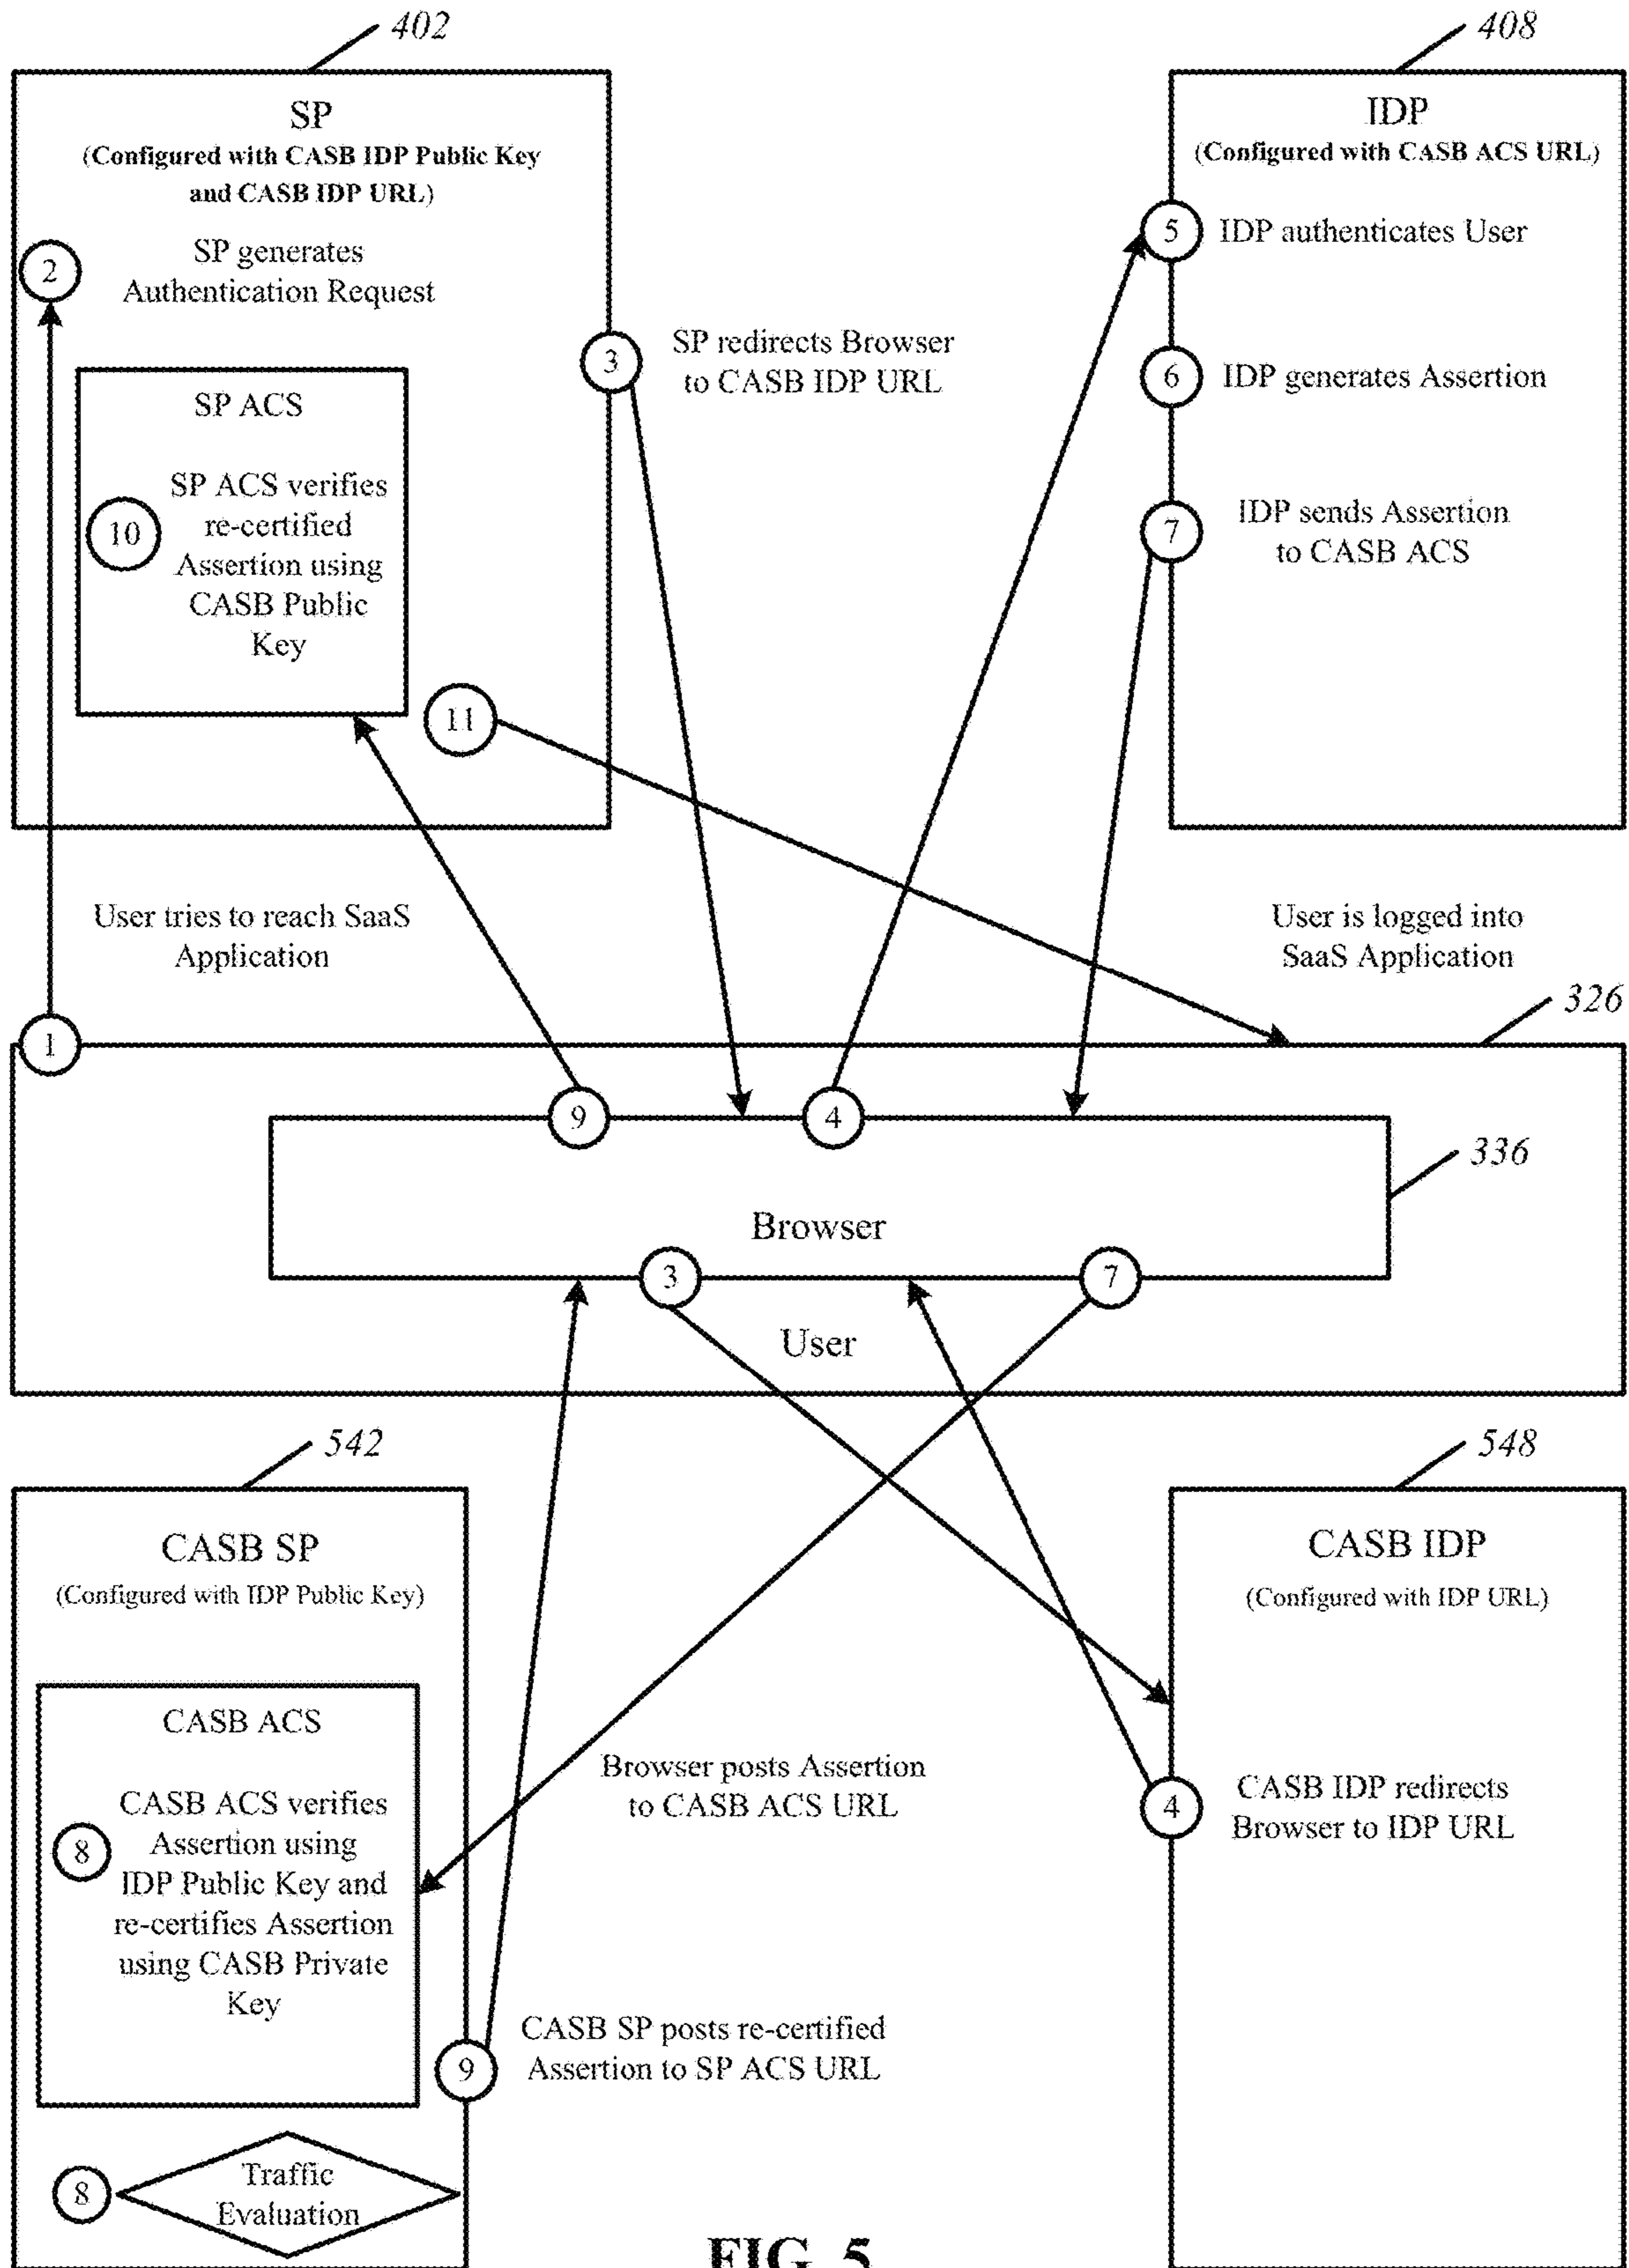 402
408
SP
(Configured with CASB IDP Public Key
and CASB IDP URL)
2
SP generates
Authentication Request
3
SP redirects Browser
to CASB IDP URL
SP ACS
10
SP ACS verifies
re-certified
Assertion using
CASB Public
Key
11
IDP
(Configured with CASB ACS URL)
5
IDP authenticates User
6
IDP generates Assertion
7
IDP sends Assertion
to CASB ACS
User tries to reach SaaS
Application
User is logged into
SaaS Application
326
1
9
4
336
Browser
3
7
User
542
548
CASB SP
(Configured with IDP Public Key)
CASB ACS
8
CASB ACS verifies
Assertion using
IDP Public Key and
re-certifies Assertion
using CASB Private
Key
Browser posts Assertion
to CASB ACS URL
9
CASB SP posts re-certified
Assertion to SP ACS URL
8
Traffic
Evaluation
CASB IDP
(Configured with IDP URL)
4
CASB IDP redirects
Browser to IDP URL
FIG. 5